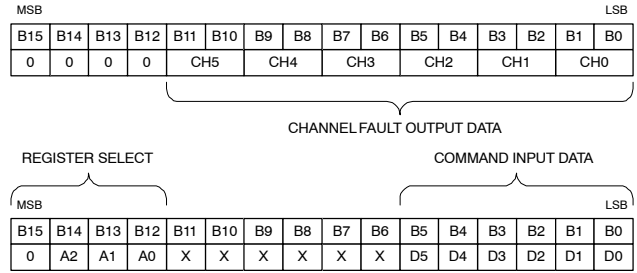 MSB LSB
B15 B14 B13 B12 B11 B10 B9 B8 B7 B6 B5 B4 B3 B2 B1 B0
0 0 0 0 CH5 CH4 CH3 CH2 CH1 CH0
CHANNEL FAULT OUTPUT DATA
REGISTER SELECT COMMAND INPUT DATA
MSB LSB
B15 B14 B13 B12 B11 B10 B9 B8 B7 B6 B5 B4 B3 B2 B1 B0
0 A2 A1 A0 X X X X X X D5 D4 D3 D2 D1 D0